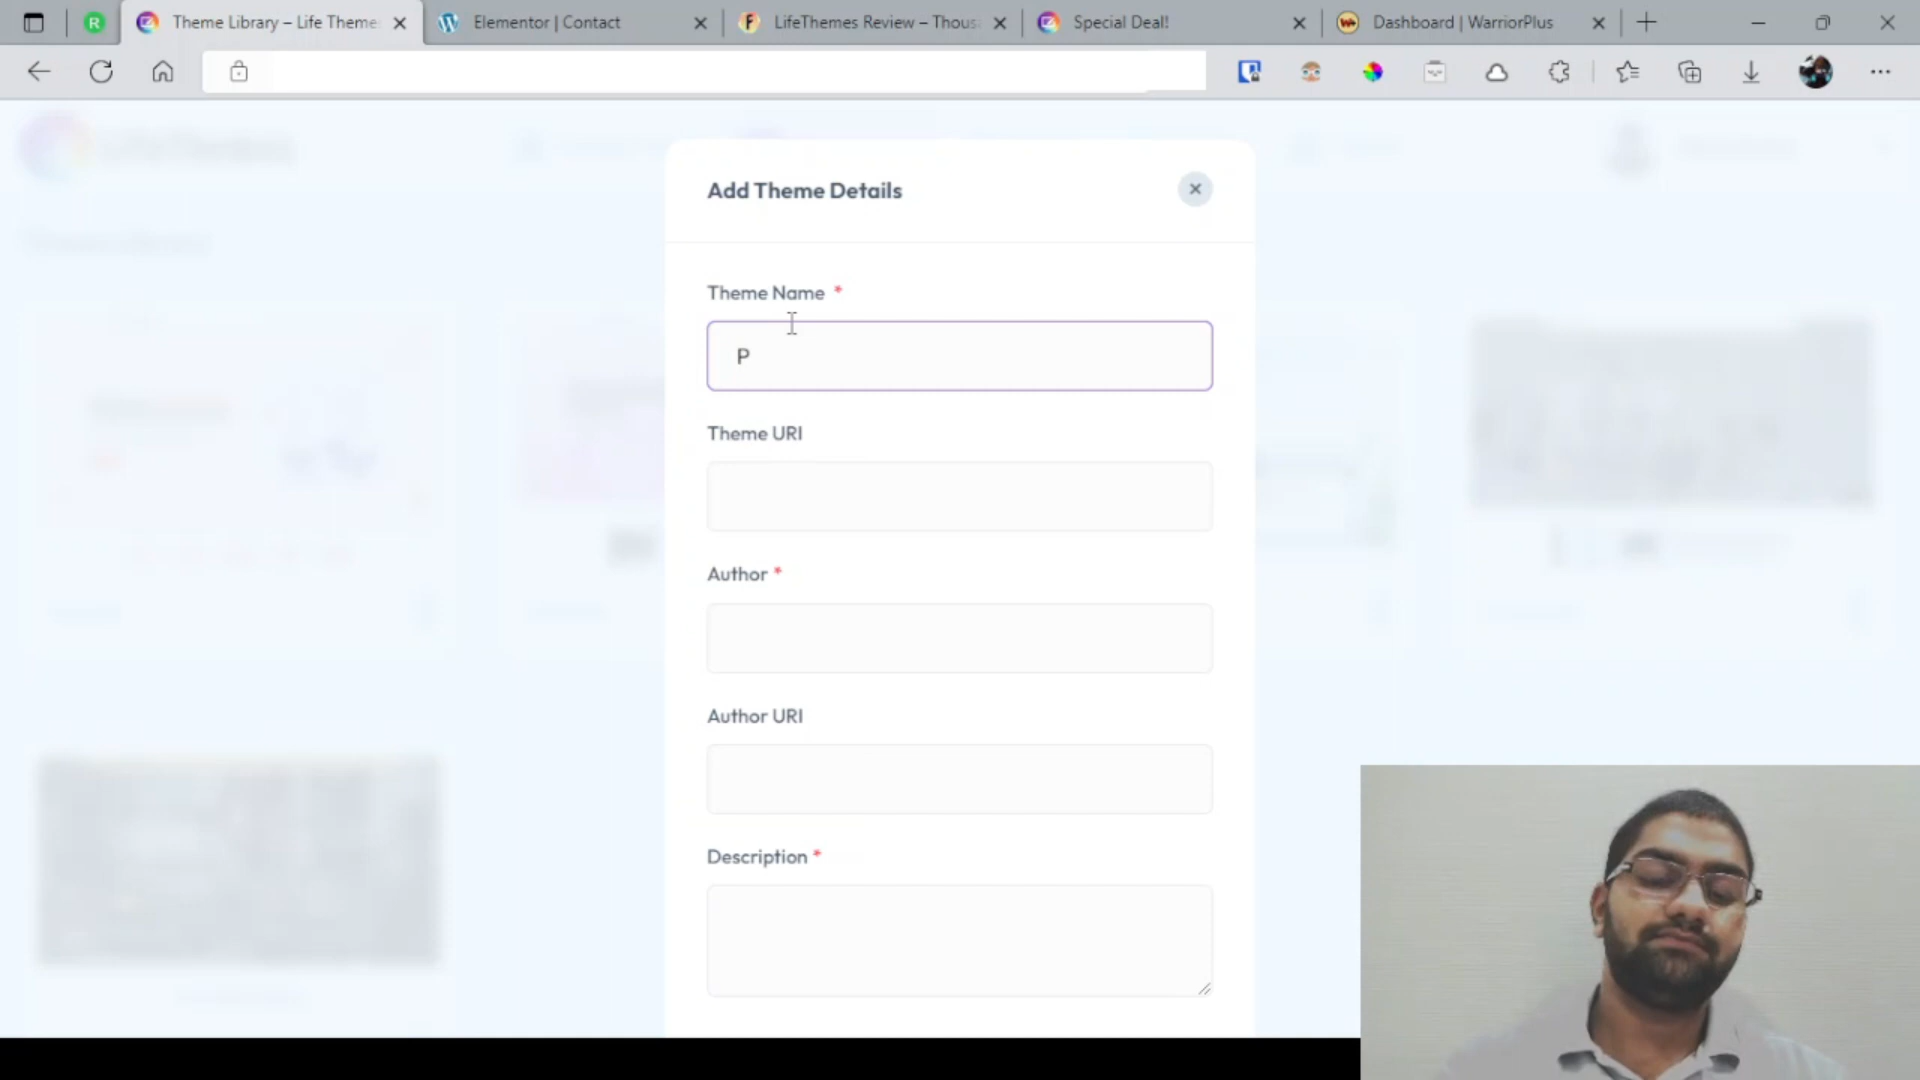 Theme Library – Life Theme
Elementor | Contact
LifeThemes Review – Thous
Special Deal!
Dashboard | WarriorPlus
R
F
Add Theme Details
Theme Name *
P
Theme URI
Author *
Author URI
Description *